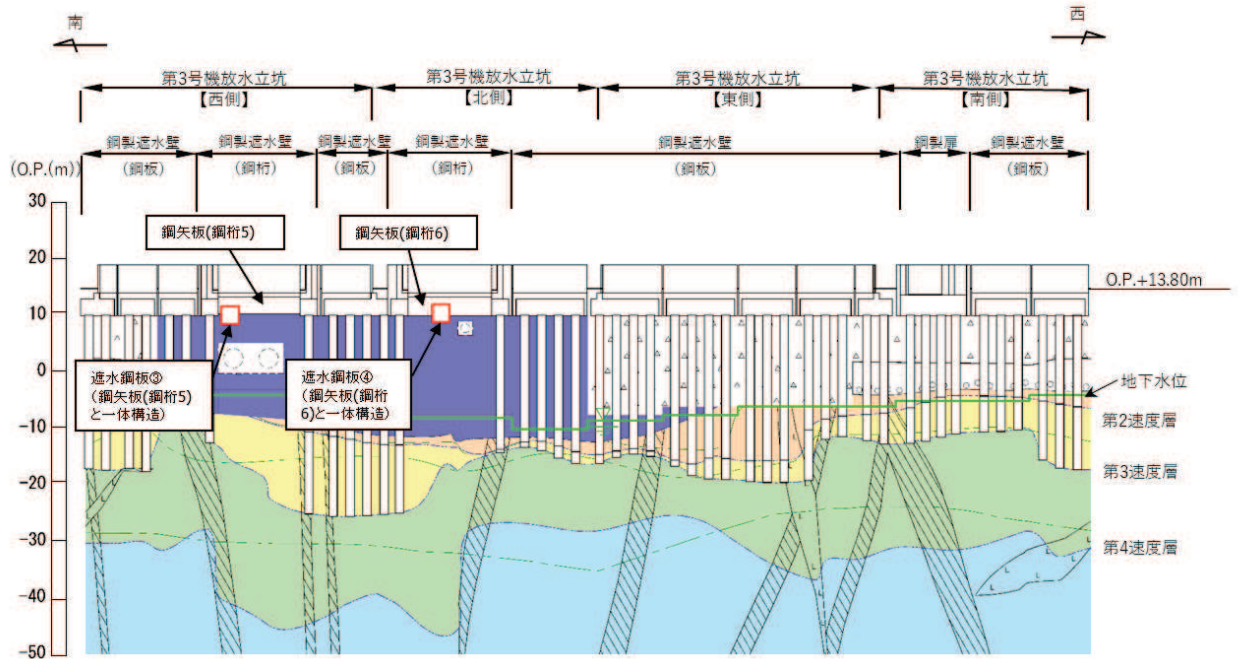 南
西
第3号機放水立坑
【西側】
第3号機放水立坑
【北側】
第3号機放水立坑
【東側】
第3号機放水立坑
【南側】
鋼製遮水壁
(鋼板)
鋼製遮水壁
(鋼桁)
鋼製遮水壁
(鋼板)
鋼製遮水壁
(鋼桁)
鋼製遮水壁
(鋼板)
鋼製扉
鋼製遮水壁
(鋼板)
(O.P.(m))
30
20
10
0
-10
-20
-30
-40
-50
鋼矢板(鋼桁5)
鋼矢板(鋼桁6)
O.P.+13.80m
遮水鋼板③
(鋼矢板(鋼桁5)
と一体構造)
遮水鋼板④
(鋼矢板(鋼桁
6)と一体構造)
地下水位
第2速度層
第3速度層
第4速度層